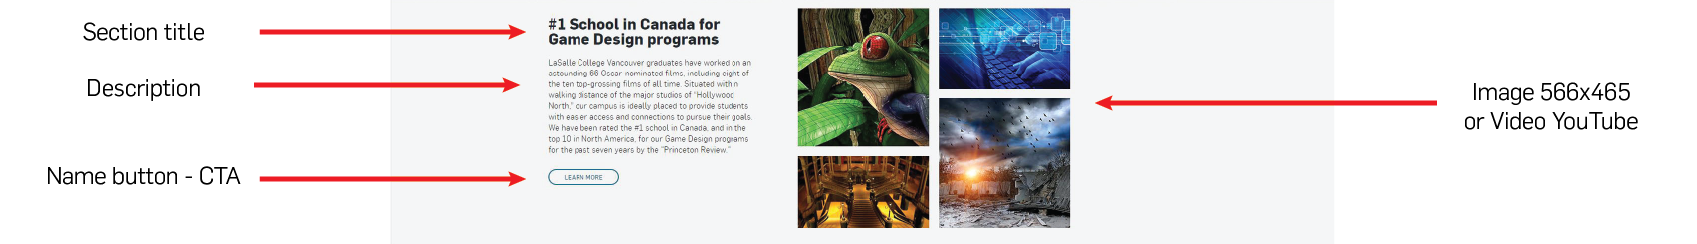 Section title
Description
Name button - CTA
#1 School in Canada for
Game Design programs
LaSalle College Vancouver graduates have worked on an
astounding 66 Oscar nominated films, including eight of
the ten top-grossing films of all time. Situated within
walking distance of the major studios of “Hollywood
North,” our campus is ideally placed to provide students
with easier access and connections to pursue their goals.
We have been rated the #1 school in Canada, and in the
top 10 in North America, for our Game Design programs
for the past seven years by the “Princeton Review.”
LEARN MORE
Image 566x465
or Video YouTube